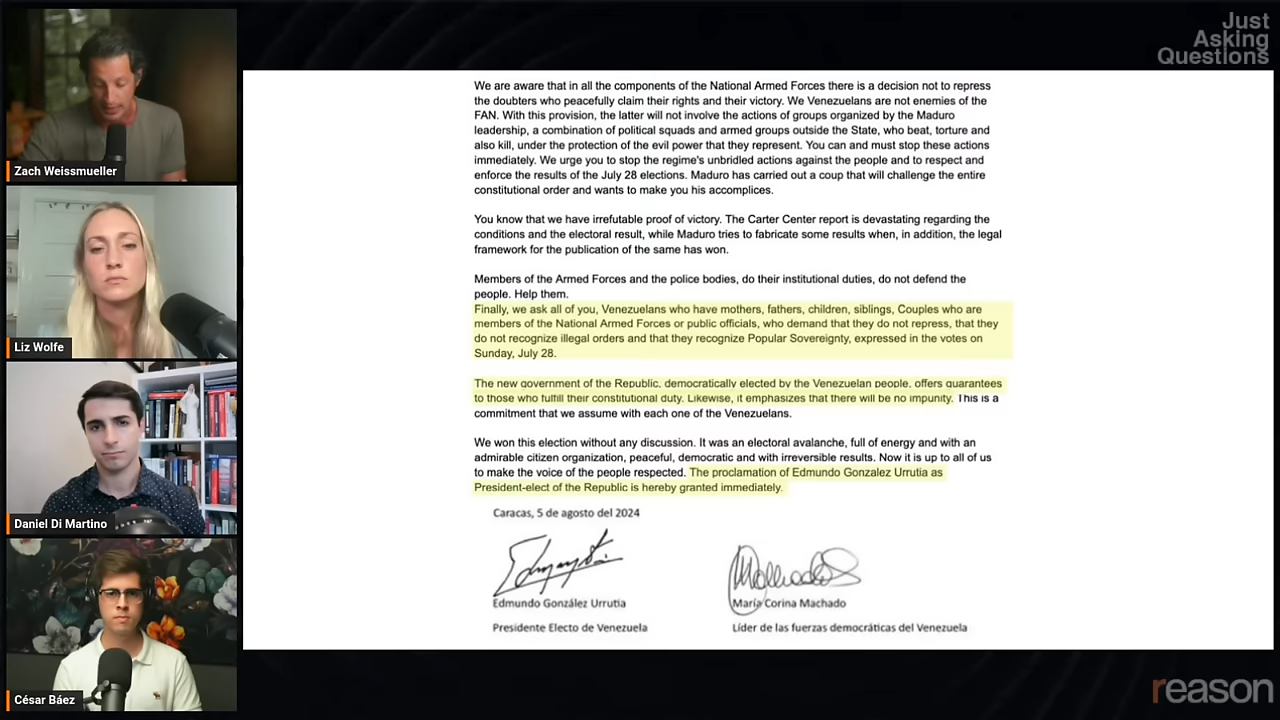 Just
Asking
Questions
Zach Weissmueller
Liz Wolfe
Daniel Di Martino
César Báez
We are aware that in all the components of the National Armed Forces there is a decision not to repress
the doubters who peacefully claim their rights and their victory. We Venezuelans are not enemies of the
FAN. With this provision, the latter will not involve the actions of groups organized by the Maduro
leadership, a combination of political squads and armed groups outside the State, who beat, torture and
also kill, under the protection of the evil power that they represent. You can and must stop these actions
immediately. We urge you to stop the regime's unbridled actions against the people and to respect and
enforce the results of the July 28 elections. Maduro has carried out a coup that will challenge the entire
constitutional order and wants to make you his accomplices.
You know that we have irrefutable proof of victory. The Carter Center report is devastating regarding the
conditions and the electoral result, while Maduro tries to fabricate some results when, in addition, the legal
framework for the publication of the same has won.
Members of the Armed Forces and the police bodies, do their institutional duties, do not defend the
people. Help them.
Finally, we ask all of you, Venezuelans who have mothers, fathers, children, siblings, Couples who are
members of the National Armed Forces or public officials, who demand that they do not repress, that they
do not recognize illegal orders and that they recognize Popular Sovereignty, expressed in the votes on
Sunday, July 28.
The new government of the Republic, democratically elected by the Venezuelan people, offers guarantees
to those who fulfill their constitutional duty. Likewise, it emphasizes that there will be no impunity. This is a
commitment that we assume with each one of the Venezuelans.
We won this election without any discussion. It was an electoral avalanche, full of energy and with an
admirable citizen organization, peaceful, democratic and with irreversible results. Now it is up to all of us
to make the voice of the people respected. The proclamation of Edmundo Gonzalez Urrutia as
President-elect of the Republic is hereby granted immediately.
Caracas, 5 de agosto del 2024
Edmundo González Urrutia
María Corina Machado
Presidente Electo de Venezuela
Líder de las fuerzas democráticas del Venezuela
reason